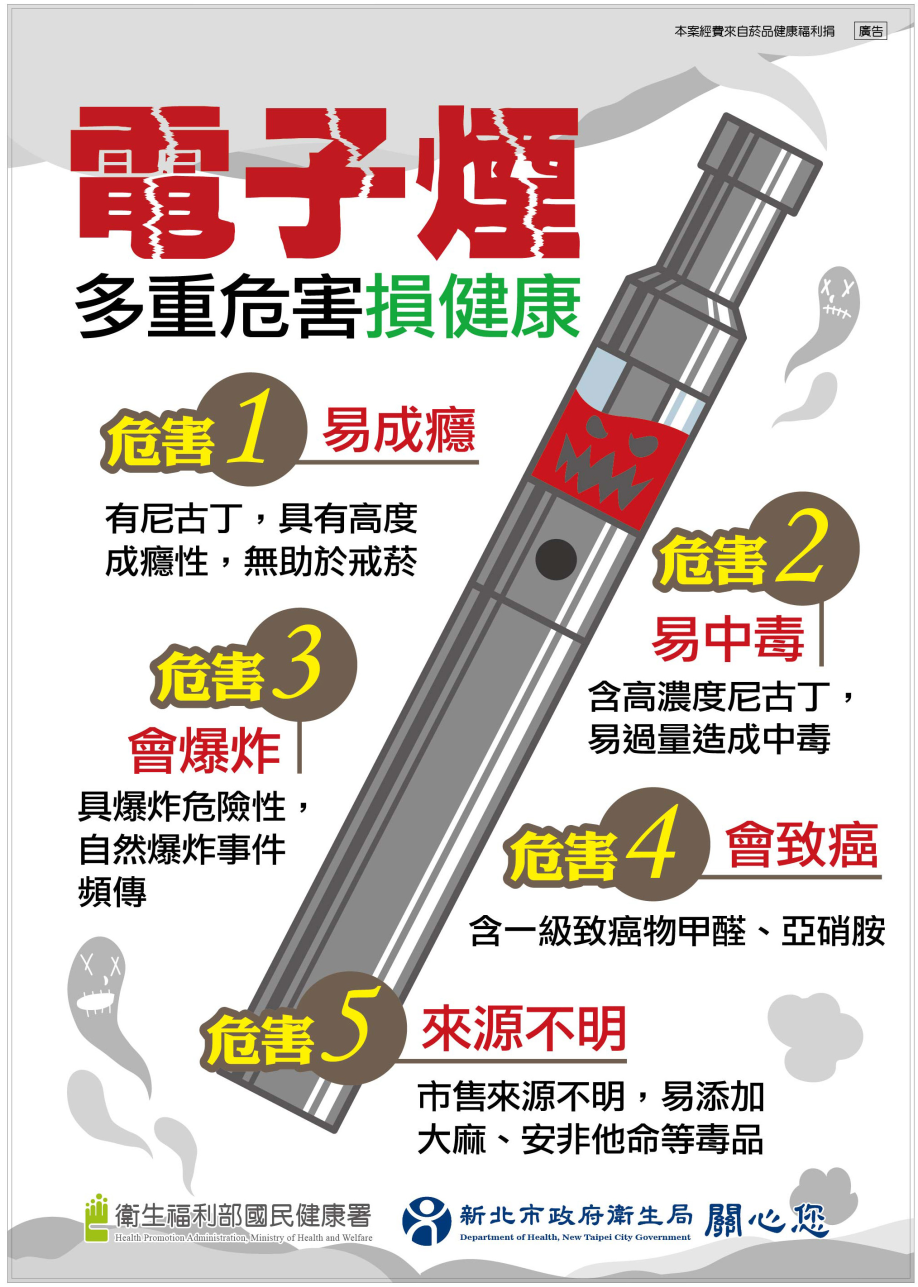 本案經費來自菸品健康福利捐 廣告
電子煙
多重危害損健康
危害1 易成癮
有尼古丁，具有高度
成癮性，無助於戒菸
危害2
易中毒
含高濃度尼古丁，
易過量造成中毒
危害3
會爆炸
具爆炸危險性，
自然爆炸事件
頻傳
危害4 會致癌
含一級致癌物甲醛、亞硝胺
危害5 來源不明
市售來源不明，易添加
大麻、安非他命等毒品
衛生福利部國民健康署
Health Promotion Administration, Ministry of Health and Welfare
新北市政府衛生局 關心您
Department of Health, New Taipei City Government